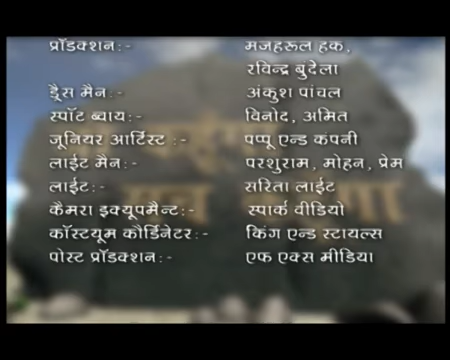 प्रॉडक्शन:- मजहरूल हक,
रविन्द्र बुंदेला
ड्रैस मैन:- अंकुश पांचल
स्पॉट ब्वाय:- विनोद, अमित
जूनियर आर्टिस्ट :- पप्पू एन्ड कंपनी
लाईट मैन:- परशुराम, मोहन, प्रेम
लाईट:- सरिता लाईट
कैमरा इक्यूपमैन्ट:- स्पार्क वीडियो
कॉस्टयूम कौर्डिनेटर:- किंग एन्ड स्टायल्स
पोस्ट प्रॉडक्शन:- एफ एक्स मीडिया